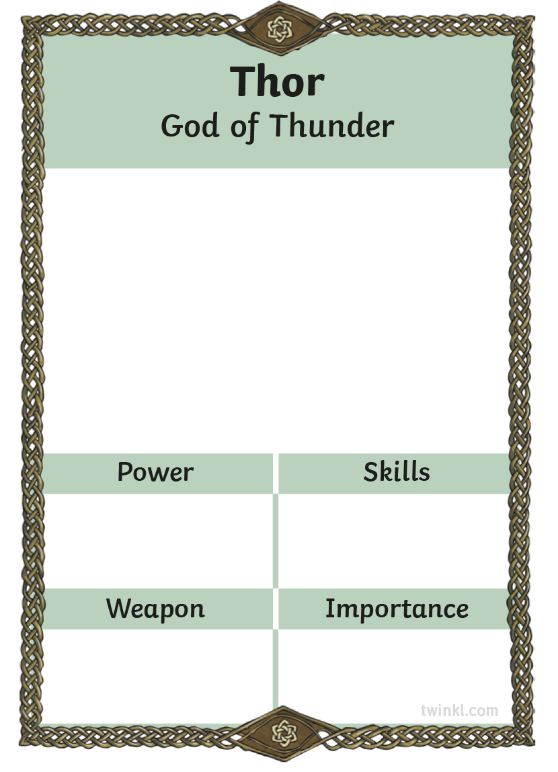 Thor
God of Thunder
Power
Skills
Weapon
Importance
twinkl.com